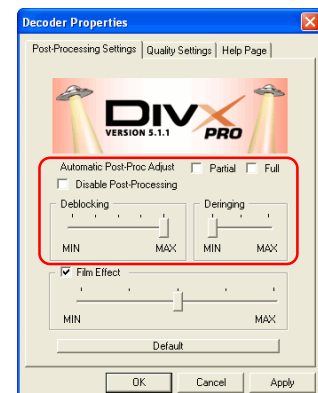 Decoder Properties
Post-Processing Settings Quality Settings Help Page
DIVX
VERSION 5.1.1 PRO
Automatic Post-Proc Adjust Partial Full
Disable Post-Processing
Deblocking Deringing
MIN MAX MIN MAX
Film Effect
MIN MAX
Default
OK Cancel Apply